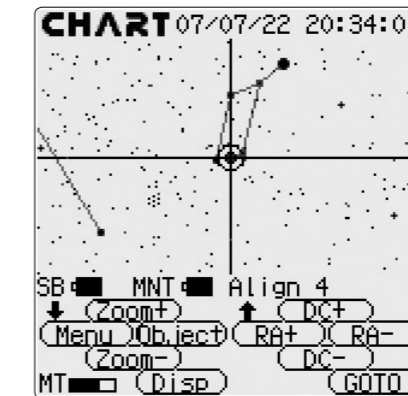 CHART 07/07/22 20:34:0
SB MNT Align 4
Zoom+ DC+
Menu Object RA+ RA-
Zoom- DC-
MT Disp GOTO